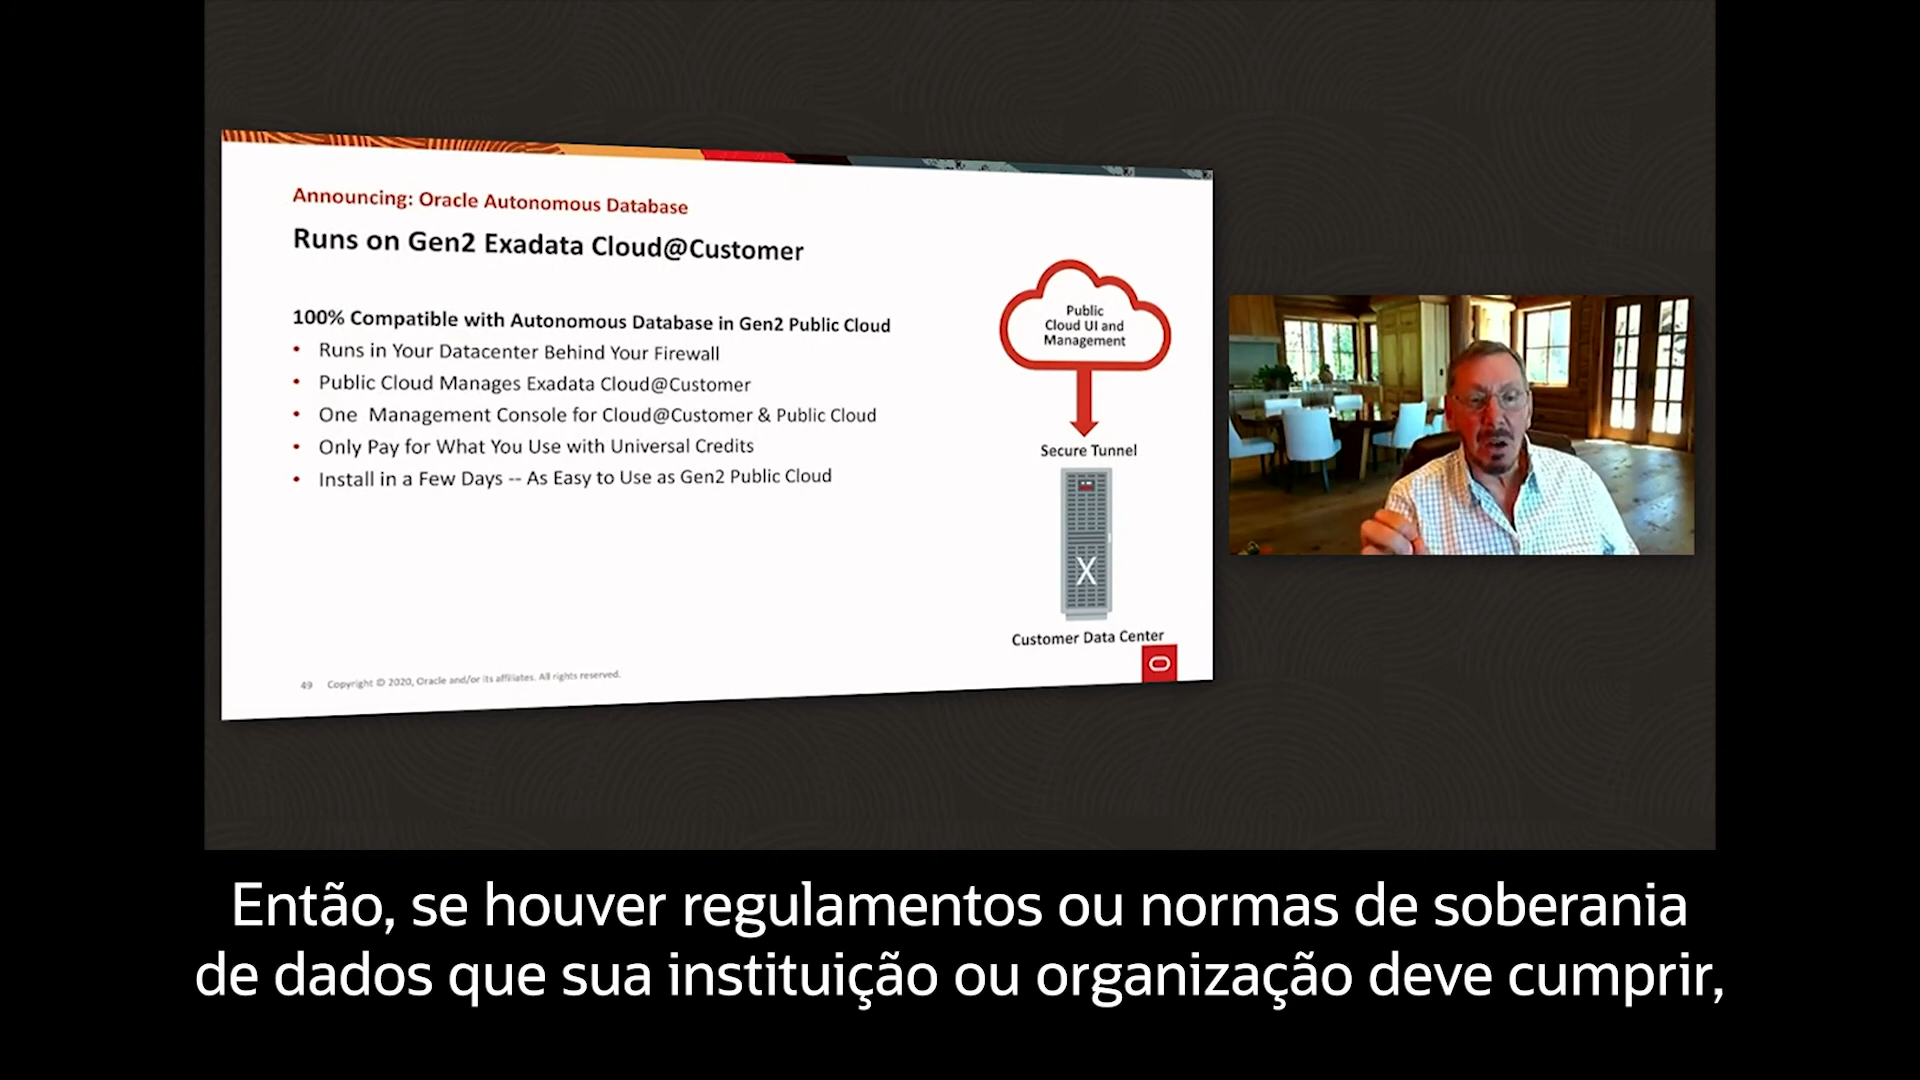 Announcing: Oracle Autonomous Database
Runs on Gen2 Exadata Cloud@Customer
100% Compatible with Autonomous Database in Gen2 Public Cloud
• Runs in Your Datacenter Behind Your Firewall
• Public Cloud Manages Exadata Cloud@Customer
• One Management Console for Cloud@Customer & Public Cloud
• Only Pay for What You Use with Universal Credits
• Install in a Few Days -- As Easy to Use as Gen2 Public Cloud
Public
Cloud UI and
Management
Secure Tunnel
X
Customer Data Center
49 Copyright © 2020, Oracle and/or its affiliates. All rights reserved.
Então, se houver regulamentos ou normas de soberania
de dados que sua instituição ou organização deve cumprir,